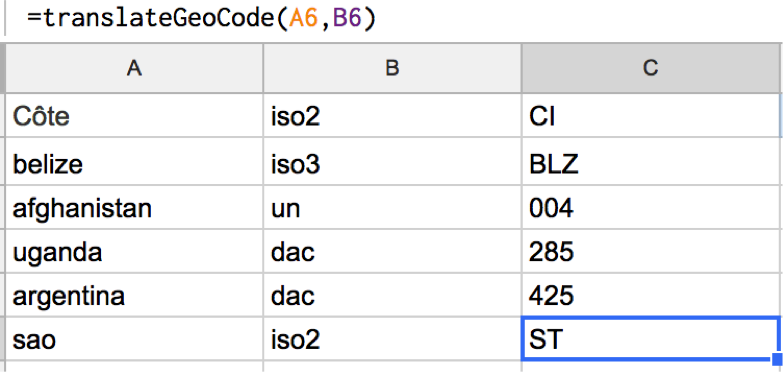 =translateGeoCode(A6,B6)
A B C
Côte iso2 CI
belize iso3 BLZ
afghanistan un 004
uganda dac 285
argentina dac 425
sao iso2 ST